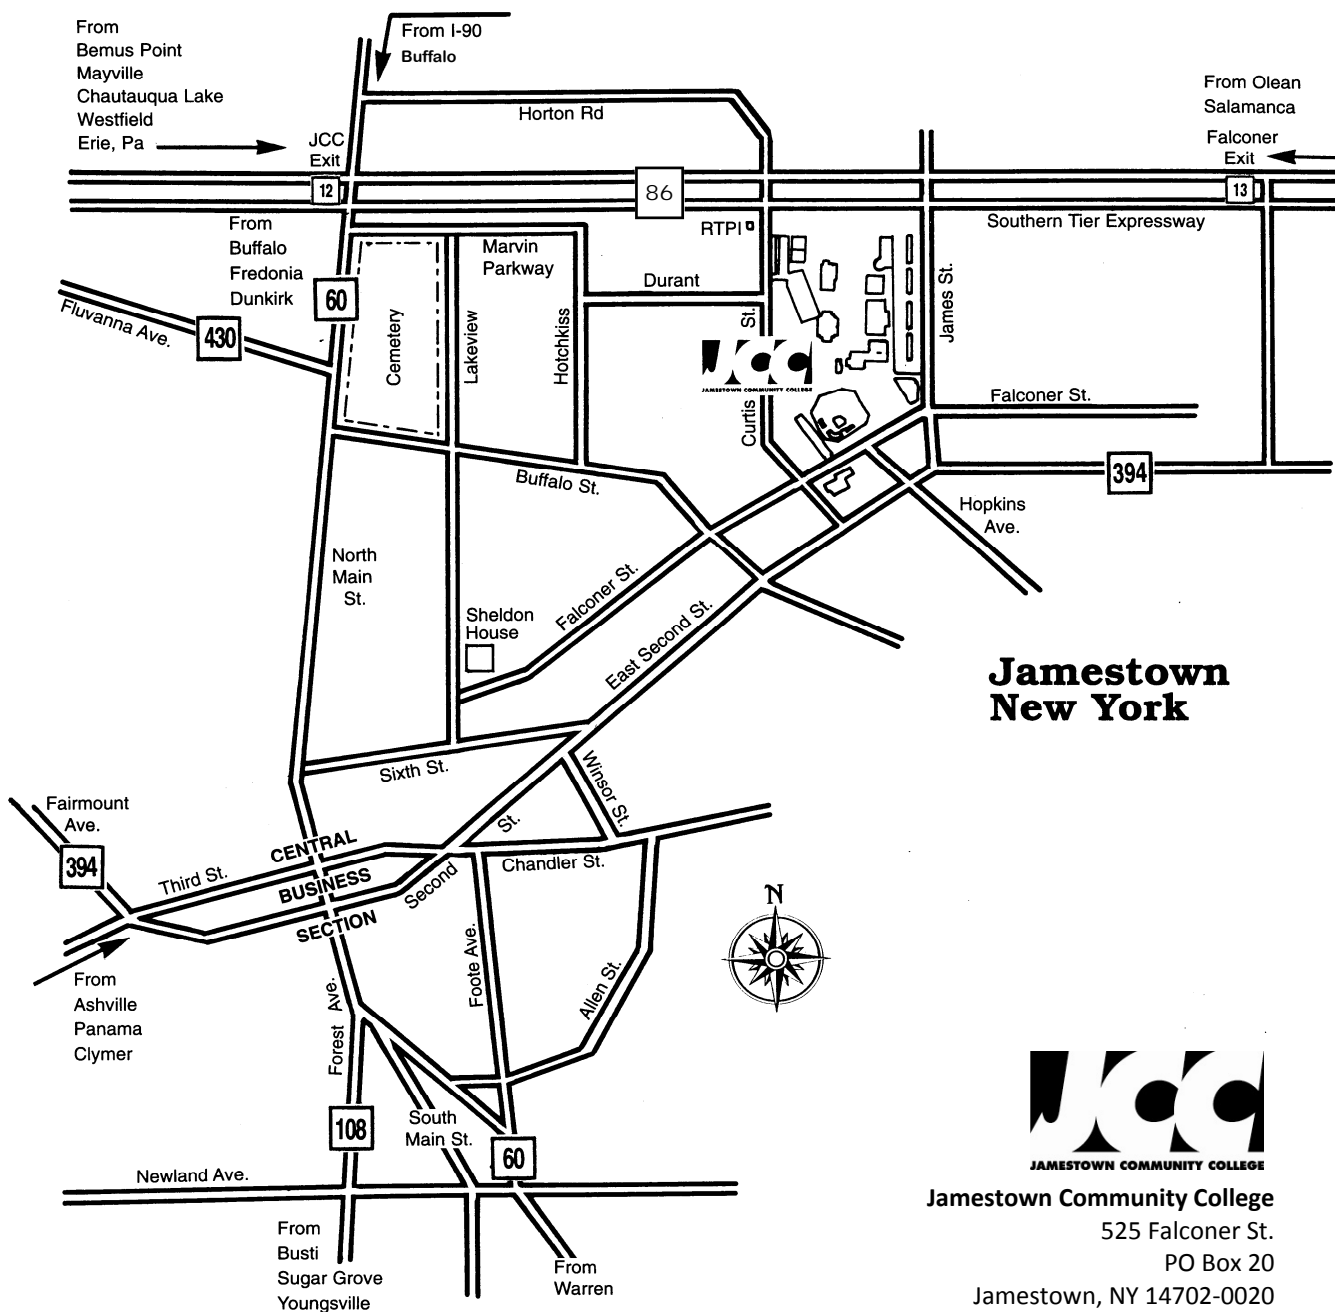 From
Bemus Point
Mayville
Chautauqua Lake
Westfield
Erie, Pa
From I-90
Buffalo
Horton Rd
From Olean
Salamanca
Falconer
Exit
13
JCC
Exit
12
86
Southern Tier Expressway
From
Buffalo
Fredonia
Dunkirk
60
Fluvanna Ave.
430
Cemetery
Lakeview
Marvin
Parkway
Hotchkiss
Durant
RTPI
Curtis St.
JCC
JAMESTOWN COMMUNITY COLLEGE
James St.
Falconer St.
394
Hopkins
Ave.
Buffalo St.
North
Main
St.
Sheldon
House
Falconer St.
East Second St.
Jamestown
New York
Sixth St.
Winsor St.
Fairmount
Ave.
394
Third St.
CENTRAL
BUSINESS
SECTION
Second St.
Chandler St.
N
From
Ashville
Panama
Clymer
Forest Ave.
Foote Ave.
Allen St.
108
South
Main St.
60
Newland Ave.
From
Busti
Sugar Grove
Youngsville
From
Warren
JCC
JAMESTOWN COMMUNITY COLLEGE
Jamestown Community College
525 Falconer St.
PO Box 20
Jamestown, NY 14702-0020